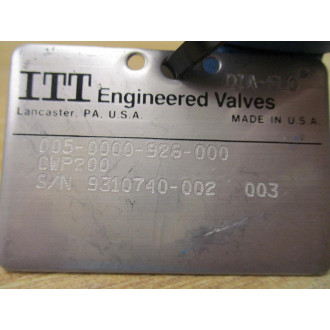 ITT Engineered Valves
Lancaster, PA. U.S.A.
MADE IN U.S.A.
005-0000-926-000
CWP200
S/N 9310740-002 003